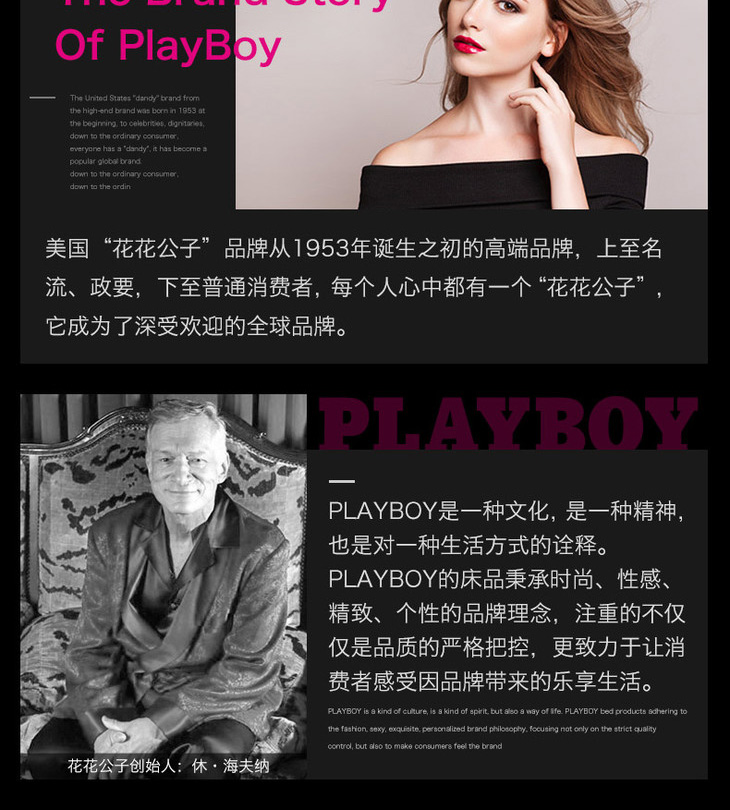 The Brand Story
Of PlayBoy
The United States "dandy" brand from
the high-end brand was born in 1953 at
the beginning, to celebrities, dignitaries,
down to the ordinary consumer,
everyone has a "dandy", it has become a
popular global brand.
down to the ordinary consumer,
down to the ordin
美国“花花公子”品牌从1953年诞生之初的高端品牌，上至名
流、政要，下至普通消费者，每个人心中都有一个“花花公子”，
它成为了深受欢迎的全球品牌。
PLAYBOY
PLAYBOY是一种文化，是一种精神，
也是对一种生活方式的诠释。
PLAYBOY的床品秉承时尚、性感、
精致、个性的品牌理念，注重的不仅
仅是品质的严格把控，更致力于让消
费者感受因品牌带来的乐享生活。
PLAYBOY is a kind of culture, is a kind of spirit, but also a way of life. PLAYBOY bed products adhering to
the fashion, sexy, exquisite, personalized brand philosophy, focusing not only on the strict quality
control, but also to make consumers feel the brand
花花公子创始人：休·海夫纳